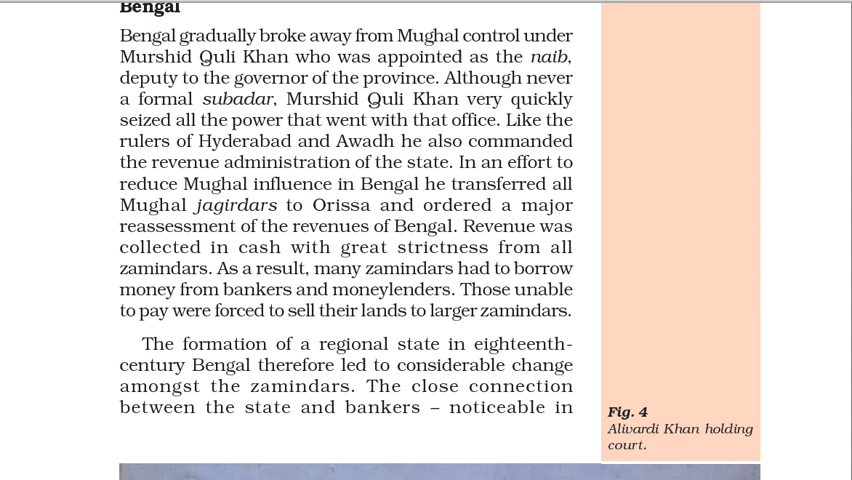 Bengal
Bengal gradually broke away from Mughal control under
Murshid Quli Khan who was appointed as the naib,
deputy to the governor of the province. Although never
a formal subadar, Murshid Quli Khan very quickly
seized all the power that went with that office. Like the
rulers of Hyderabad and Awadh he also commanded
the revenue administration of the state. In an effort to
reduce Mughal influence in Bengal he transferred all
Mughal jagirdars to Orissa and ordered a major
reassessment of the revenues of Bengal. Revenue was
collected in cash with great strictness from all
zamindars. As a result, many zamindars had to borrow
money from bankers and moneylenders. Those unable
to pay were forced to sell their lands to larger zamindars.
The formation of a regional state in eighteenth-
century Bengal therefore led to considerable change
amongst the zamindars. The close connection
between the state and bankers – noticeable in
Fig. 4
Alivardi Khan holding
court.